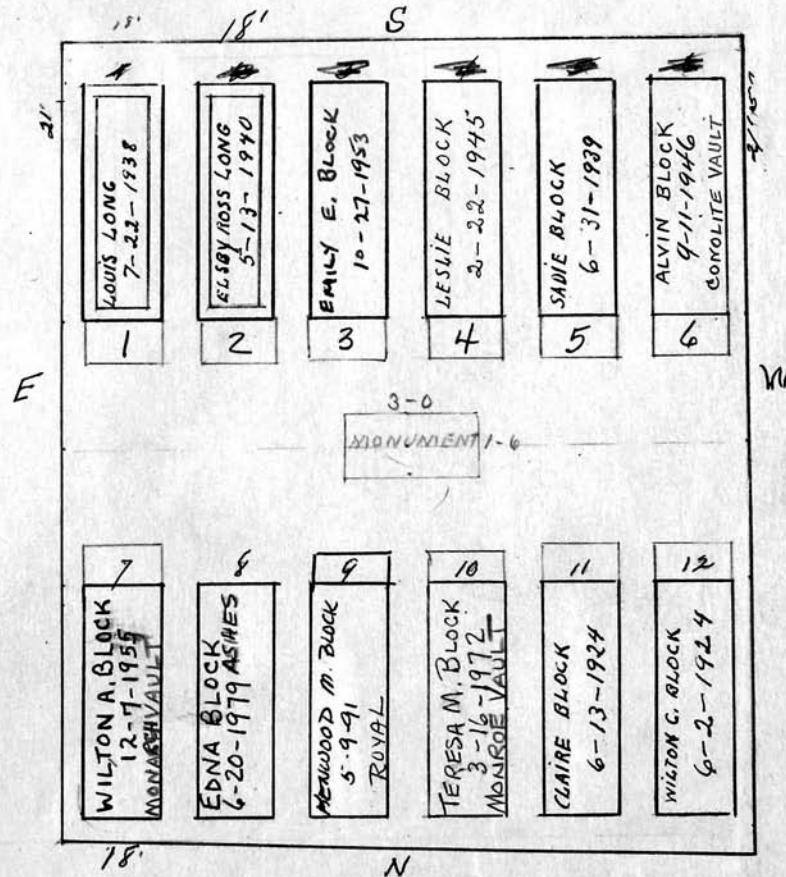 18'
18'
S
21'
LOUIS LONG
7-22-1938
ELSBY ROSS LONG
5-13-1940
EMILY E. BLOCK
10-27-1953
LESLIE BLOCK
2-22-1945
SADIE BLOCK
6-31-1939
ALVIN BLOCK
9-11-1946
CONOLITE VAULT
1
2
3
4
5
6
E
W
3-0
MONUMENT 1-6
7
8
9
10
11
12
WILTON A. BLOCK
12-7-1955
MONARCH VAULT
EDNA BLOCK
6-20-1979 ASHES
M. BLOCK
5-9-91
ROYAL
TERESA M. BLOCK
3-16-1972
MONROE VAULT
CLAIRE BLOCK
6-13-1924
WILTON C. BLOCK
6-2-1924
18'
N